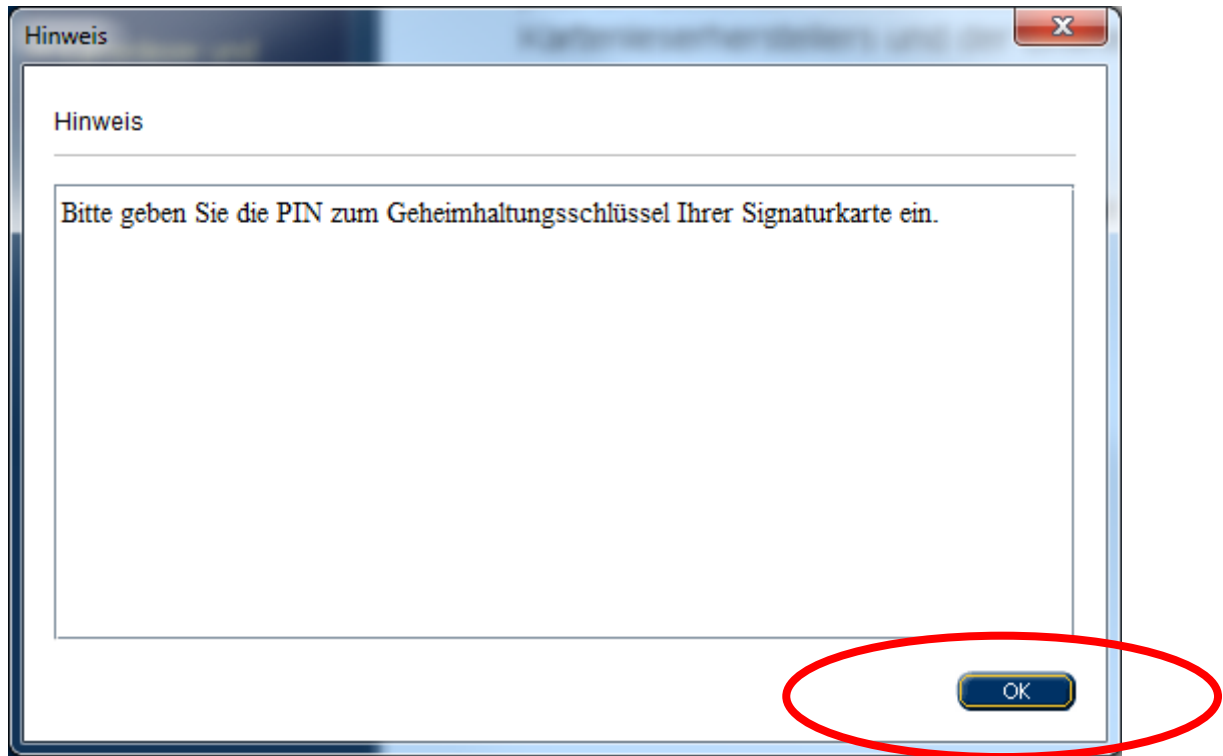 Hinweis
Hinweis
Bitte geben Sie die PIN zum Geheimhaltungsschlüssel Ihrer Signaturkarte ein.
OK